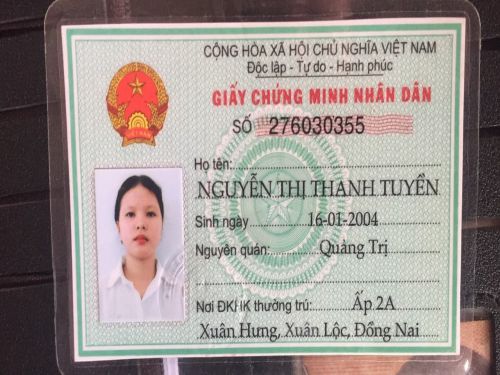 CỘNG HÒA XÃ HỘI CHỦ NGHĨA VIỆT NAM
Độc lập - Tự do - Hạnh phúc
GIẤY CHỨNG MINH NHÂN DÂN
SỐ 276030355
Họ tên:
NGUYỄN THỊ THANH TUYỀN
Sinh ngày 16-01-2004
Nguyên quán: Quảng Trị
Nơi ĐKHK thường trú: Ấp 2A
Xuân Hưng, Xuân Lộc, Đồng Nai
VIỆT NAM